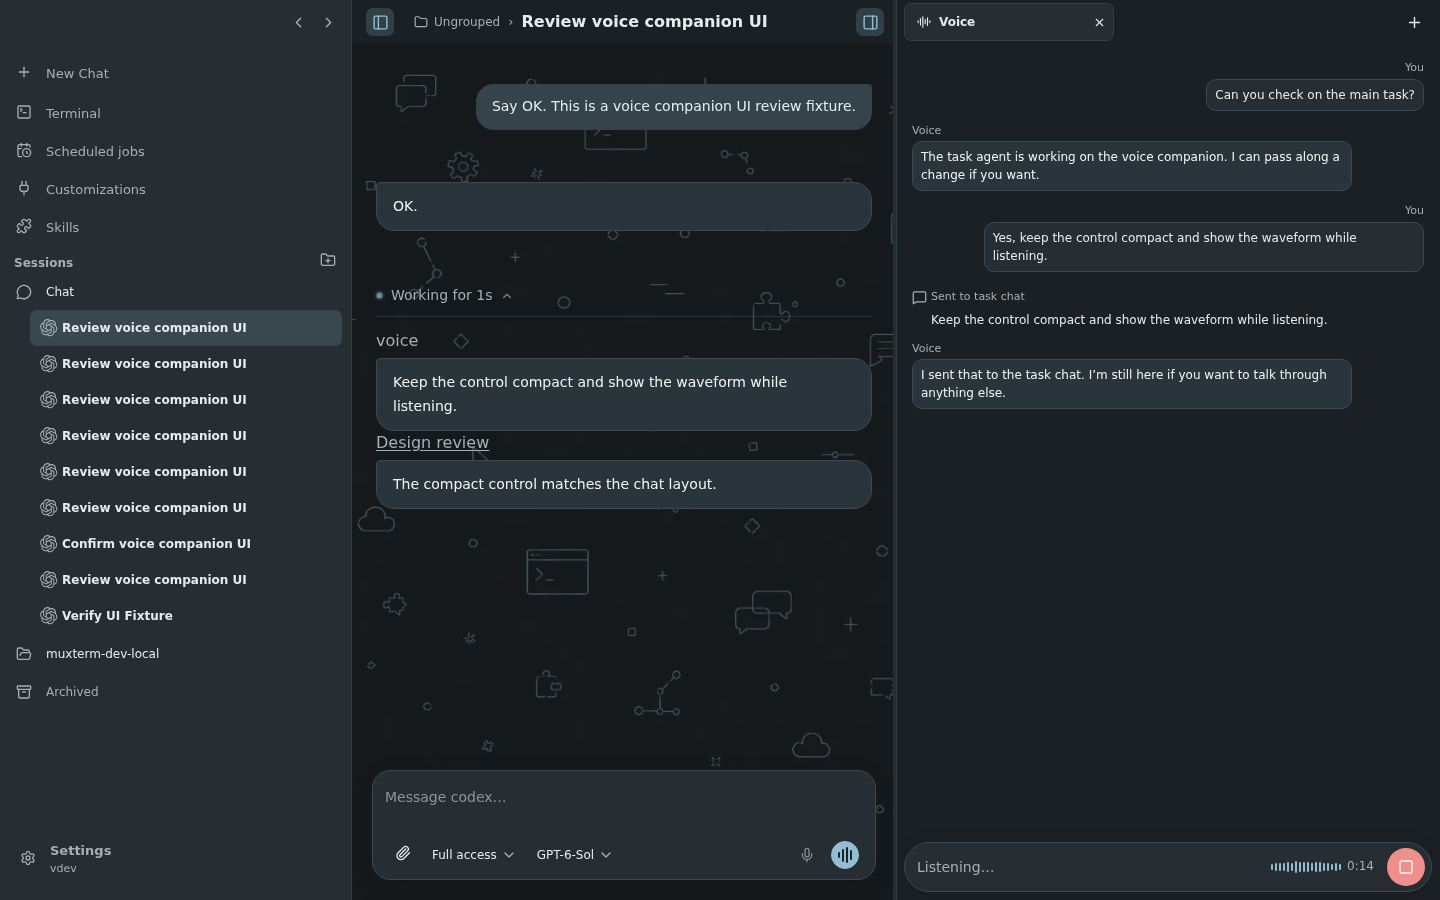 New Chat
Terminal
Scheduled jobs
Customizations
Skills
Sessions
Chat
Review voice companion UI
Review voice companion UI
Review voice companion UI
Review voice companion UI
Review voice companion UI
Review voice companion UI
Confirm voice companion UI
Review voice companion UI
Verify UI Fixture
muxterm-dev-local
Archived
Settings
vdev
Ungrouped › Review voice companion UI
Say OK. This is a voice companion UI review fixture.
OK.
Working for 1s
voice
Keep the control compact and show the waveform while
listening.
Design review
The compact control matches the chat layout.
Message codex…
Full access
GPT-6-Sol
Voice
You
Can you check on the main task?
Voice
The task agent is working on the voice companion. I can pass along a
change if you want.
You
Yes, keep the control compact and show the waveform while
listening.
Sent to task chat
Keep the control compact and show the waveform while listening.
Voice
I sent that to the task chat. I’m still here if you want to talk through
anything else.
Listening…
0:14